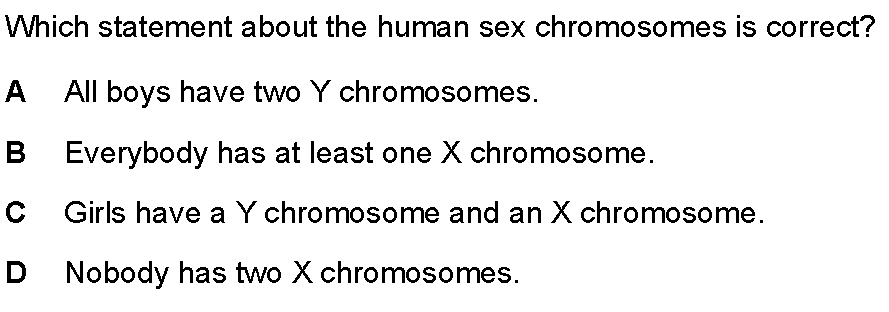 Which statement about the human sex chromosomes is correct?
A All boys have two Y chromosomes.
B Everybody has at least one X chromosome.
C Girls have a Y chromosome and an X chromosome.
D Nobody has two X chromosomes.